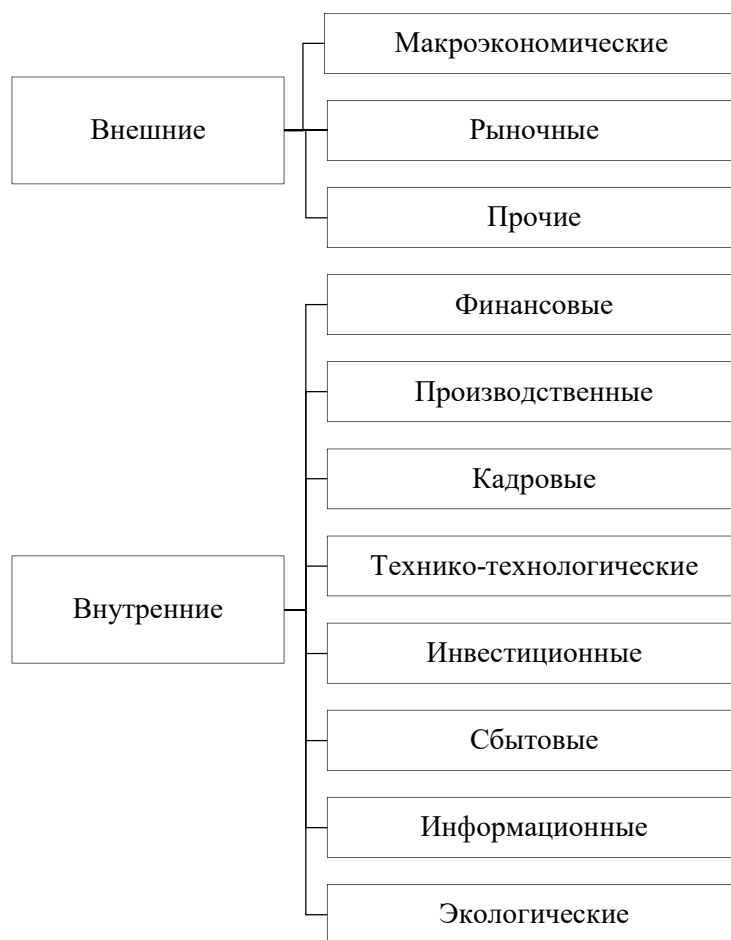 Макроэкономические
Внешние
Рыночные
Прочие
Финансовые
Производственные
Кадровые
Технико-технологические
Внутренние
Инвестиционные
Сбытовые
Информационные
Экологические